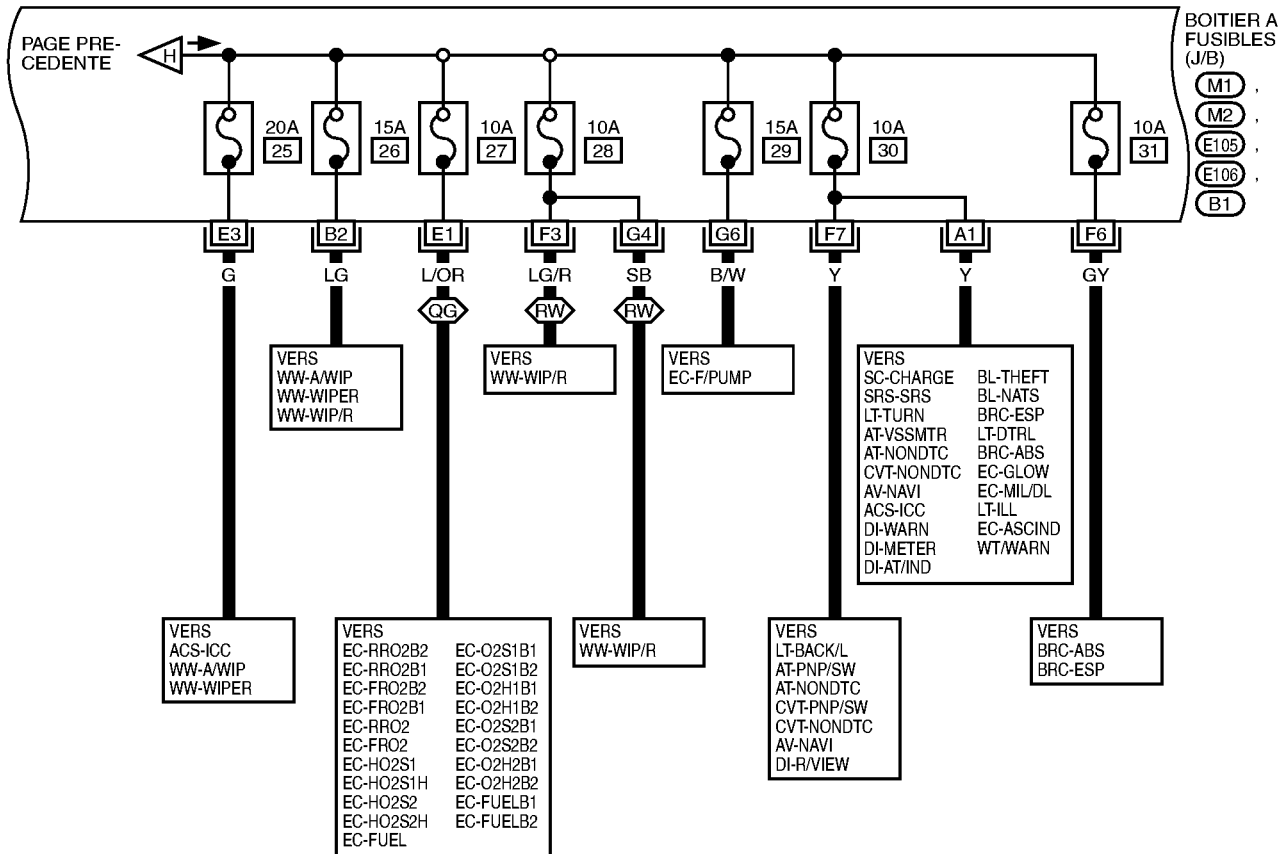 PAGE PRE-
CEDENTE
H
BOITIER A
FUSIBLES
(J/B)
M1 ,
M2 ,
E105 ,
E106 ,
B1
20A
25
15A
26
10A
27
10A
28
15A
29
10A
30
10A
31
E3
B2
E1
F3
G4
G6
F7
A1
F6
G
LG
L/OR
LG/R
SB
B/W
Y
Y
GY
QG
RW
RW
VERS
WW-A/WIP
WW-WIPER
WW-WIP/R
VERS
WW-WIP/R
VERS
EC-F/PUMP
VERS
SC-CHARGE
SRS-SRS
LT-TURN
AT-VSSMTR
AT-NONDTC
CVT-NONDTC
AV-NAVI
ACS-ICC
DI-WARN
DI-METER
DI-AT/IND
BL-THEFT
BL-NATS
BRC-ESP
LT-DTRL
BRC-ABS
EC-GLOW
EC-MIL/DL
LT-ILL
EC-ASCIND
WT/WARN
VERS
ACS-ICC
WW-A/WIP
WW-WIPER
VERS
EC-RRO2B2
EC-RRO2B1
EC-FRO2B2
EC-FRO2B1
EC-RRO2
EC-FRO2
EC-HO2S1
EC-HO2S1H
EC-HO2S2
EC-HO2S2H
EC-FUEL
EC-O2S1B1
EC-O2S1B2
EC-O2H1B1
EC-O2H1B2
EC-O2S2B1
EC-O2S2B2
EC-O2H2B1
EC-O2H2B2
EC-FUELB1
EC-FUELB2
VERS
WW-WIP/R
VERS
LT-BACK/L
AT-PNP/SW
AT-NONDTC
CVT-PNP/SW
CVT-NONDTC
AV-NAVI
DI-R/VIEW
VERS
BRC-ABS
BRC-ESP